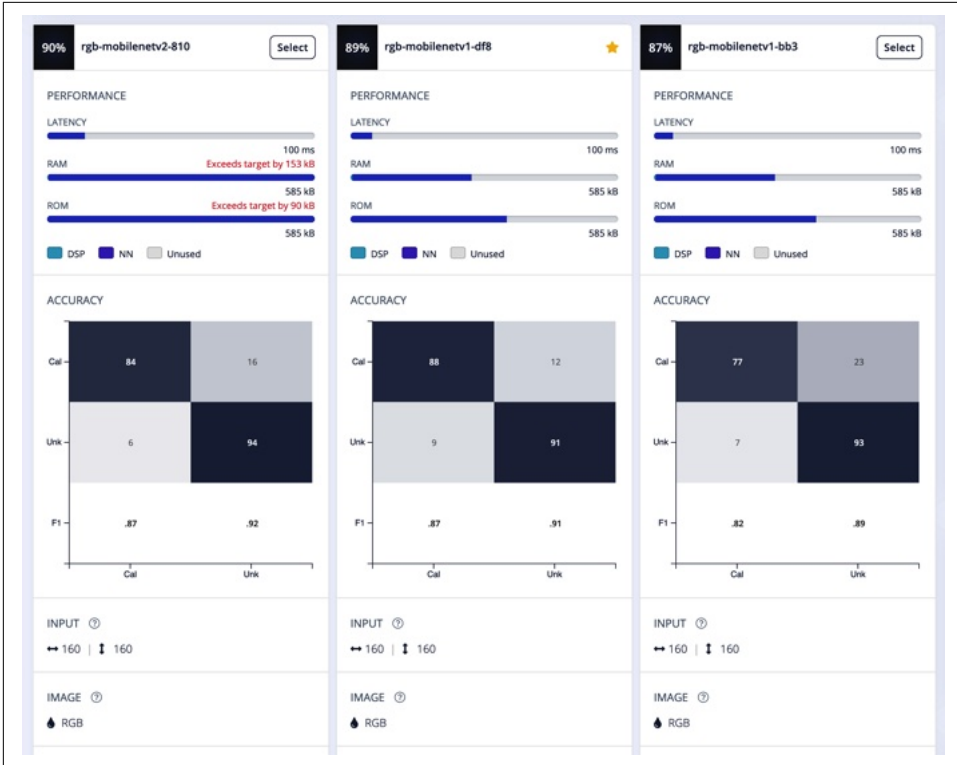 90% rgb-mobilenetv2-810 Select
PERFORMANCE
LATENCY
100 ms
RAM Exceeds target by 153 kB
585 kB
ROM Exceeds target by 90 kB
585 kB
DSP NN Unused
ACCURACY
Cal 84 16
Unk 6 94
F1 .87 .92
Cal Unk
INPUT ?
160 | 160
IMAGE ?
RGB
89% rgb-mobilenetv1-df8
PERFORMANCE
LATENCY
100 ms
RAM
585 kB
ROM
585 kB
DSP NN Unused
ACCURACY
Cal 88 12
Unk 9 91
F1 .87 .91
Cal Unk
INPUT ?
160 | 160
IMAGE ?
RGB
87% rgb-mobilenetv1-bb3 Select
PERFORMANCE
LATENCY
100 ms
RAM
585 kB
ROM
585 kB
DSP NN Unused
ACCURACY
Cal 77 23
Unk 7 93
F1 .82 .89
Cal Unk
INPUT ?
160 | 160
IMAGE ?
RGB